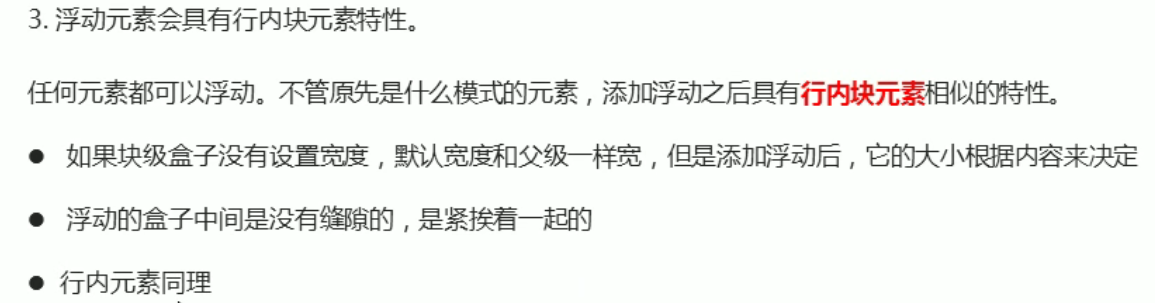 3. 浮动元素会具有行内块元素特性。
任何元素都可以浮动。不管原先是什么模式的元素，添加浮动之后具有行内块元素相似的特性。
● 如果块级盒子没有设置宽度，默认宽度和父级一样宽，但是添加浮动后，它的大小根据内容来决定
● 浮动的盒子中间是没有缝隙的，是紧挨着一起的
● 行内元素同理